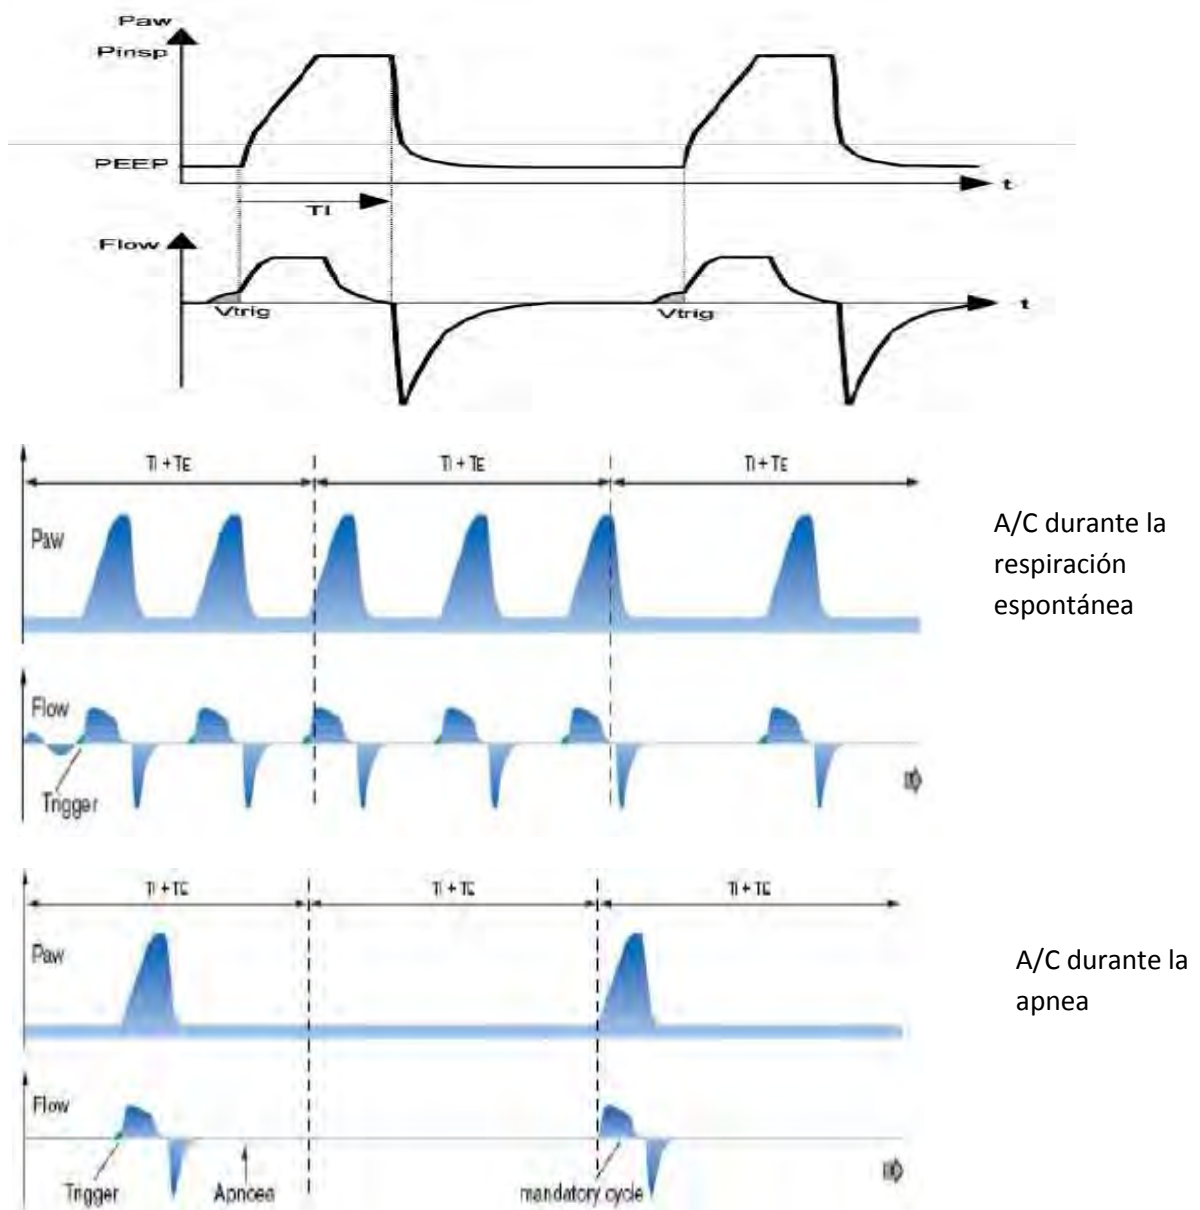 Paw
Pinsp
PEEP
t
TI
Flow
t
Vtrig
Vtrig
TI + TE
TI + TE
TI + TE
Paw
A/C durante la
respiración
espontánea
Flow
Trigger
TI + TE
TI + TE
TI + TE
Paw
A/C durante la
apnea
Flow
Trigger
Apnoea
mandatory cycle